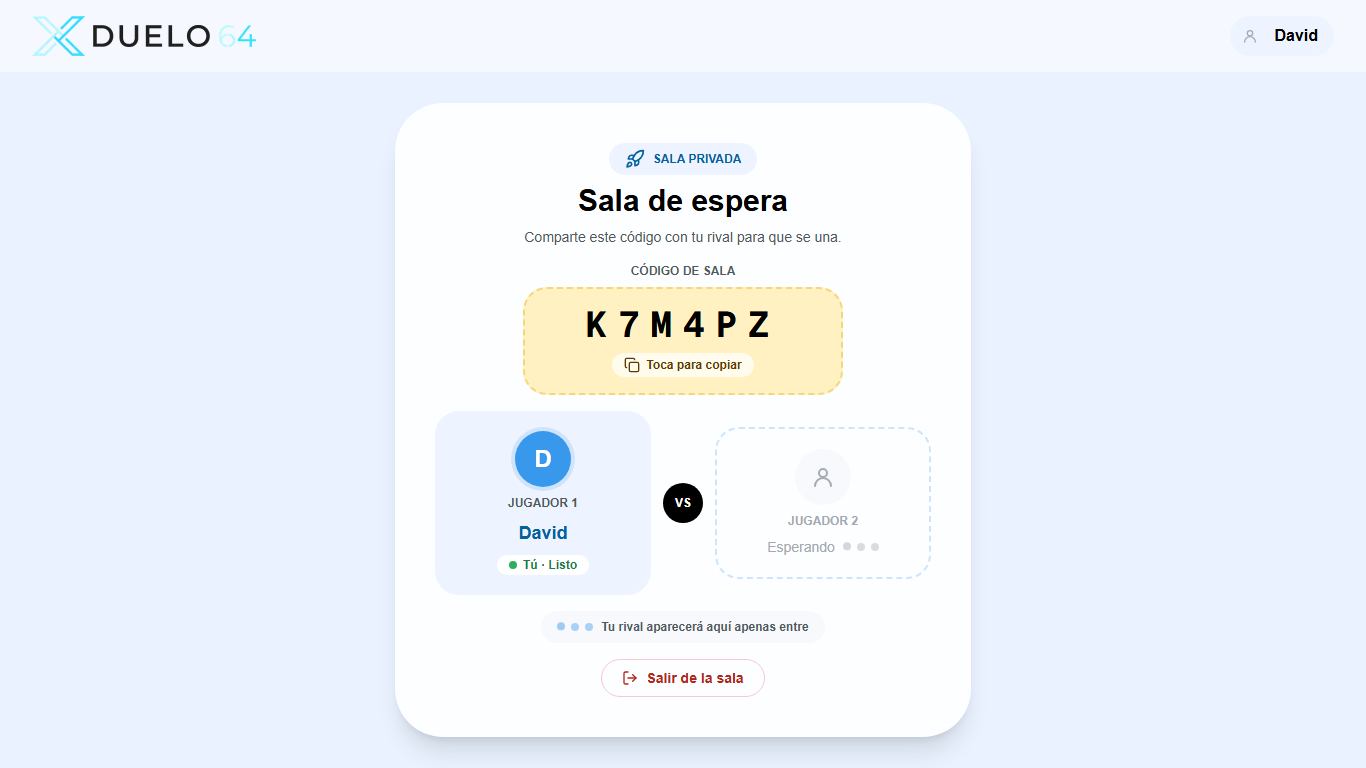 DUELO 64
David
SALA PRIVADA
Sala de espera
Comparte este código con tu rival para que se una.
CÓDIGO DE SALA
K7M4PZ
Toca para copiar
D
JUGADOR 1
David
Tú · Listo
VS
JUGADOR 2
Esperando
Tu rival aparecerá aquí apenas entre
Salir de la sala